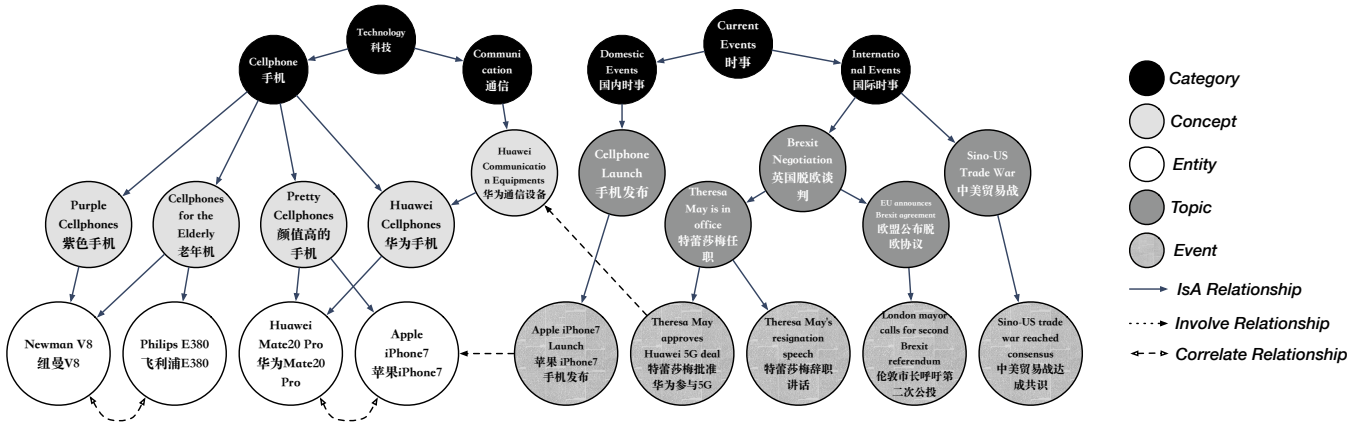 Technology
科技
Current
Events
时事
Cellphone
手机
Communi
cation
通信
Domestic
Events
国内时事
Internatio
nal Events
国际时事
Category
Concept
Entity
Topic
Event
IsA Relationship
Involve Relationship
Correlate Relationship
Huawei
Communicatio
n Equipments
华为通信设备
Cellphone
Launch
手机发布
Brexit
Negotiation
英国脱欧谈
判
Sino-US
Trade War
中美贸易战
Purple
Cellphones
紫色手机
Cellphones
for the
Elderly
老年机
Pretty
Cellphones
颜值高的
手机
Huawei
Cellphones
华为手机
Theresa
May is in
office
特蕾莎梅任
职
EU announces
Brexit agreement
欧盟公布脱
欧协议
Newman V8
纽曼V8
Philips E380
飞利浦E380
Huawei
Mate20 Pro
华为Mate20
Pro
Apple
iPhone7
苹果iPhone7
Apple iPhone7
Launch
苹果 iPhone7
手机发布
Theresa May
approves
Huawei 5G deal
特蕾莎梅批准
华为参与5G
Theresa May's
resignation
speech
特蕾莎梅辞职
讲话
London mayor
calls for second
Brexit
referendum
伦敦市长呼吁第
二次公投
Sino-US trade
war reached
consensus
中美贸易战达
成共识